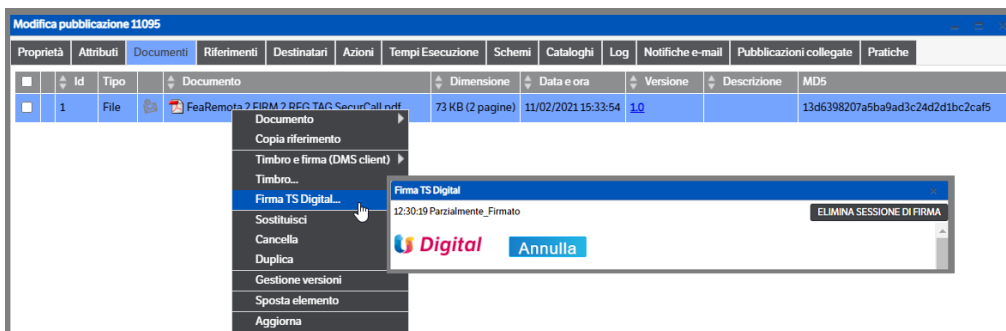 Modifica pubblicazione 11095
Proprietà Attributi Documenti Riferimenti Destinatari Azioni Tempi Esecuzione Schemi Cataloghi Log Notifiche e-mail Pubblicazioni collegate Pratiche
Id Tipo Documento Dimensione Data e ora Versione Descrizione MD5
1 File FeaRemota 2 FIRM 2 REG TAG SecurCall.pdf 73 KB (2 pagine) 11/02/2021 15:33:54 1.0 13d6398207a5ba9ad3c24d2d1bc2caf5
Documento
Copia riferimento
Timbro e firma (DMS client)
Timbro...
Firma TS Digital...
Sostituisci
Cancella
Duplica
Gestione versioni
Sposta elemento
Aggiorna
Firma TS Digital
12:30:19 Parzialmente_Firmato ELIMINA SESSIONE DI FIRMA
Digital Annulla